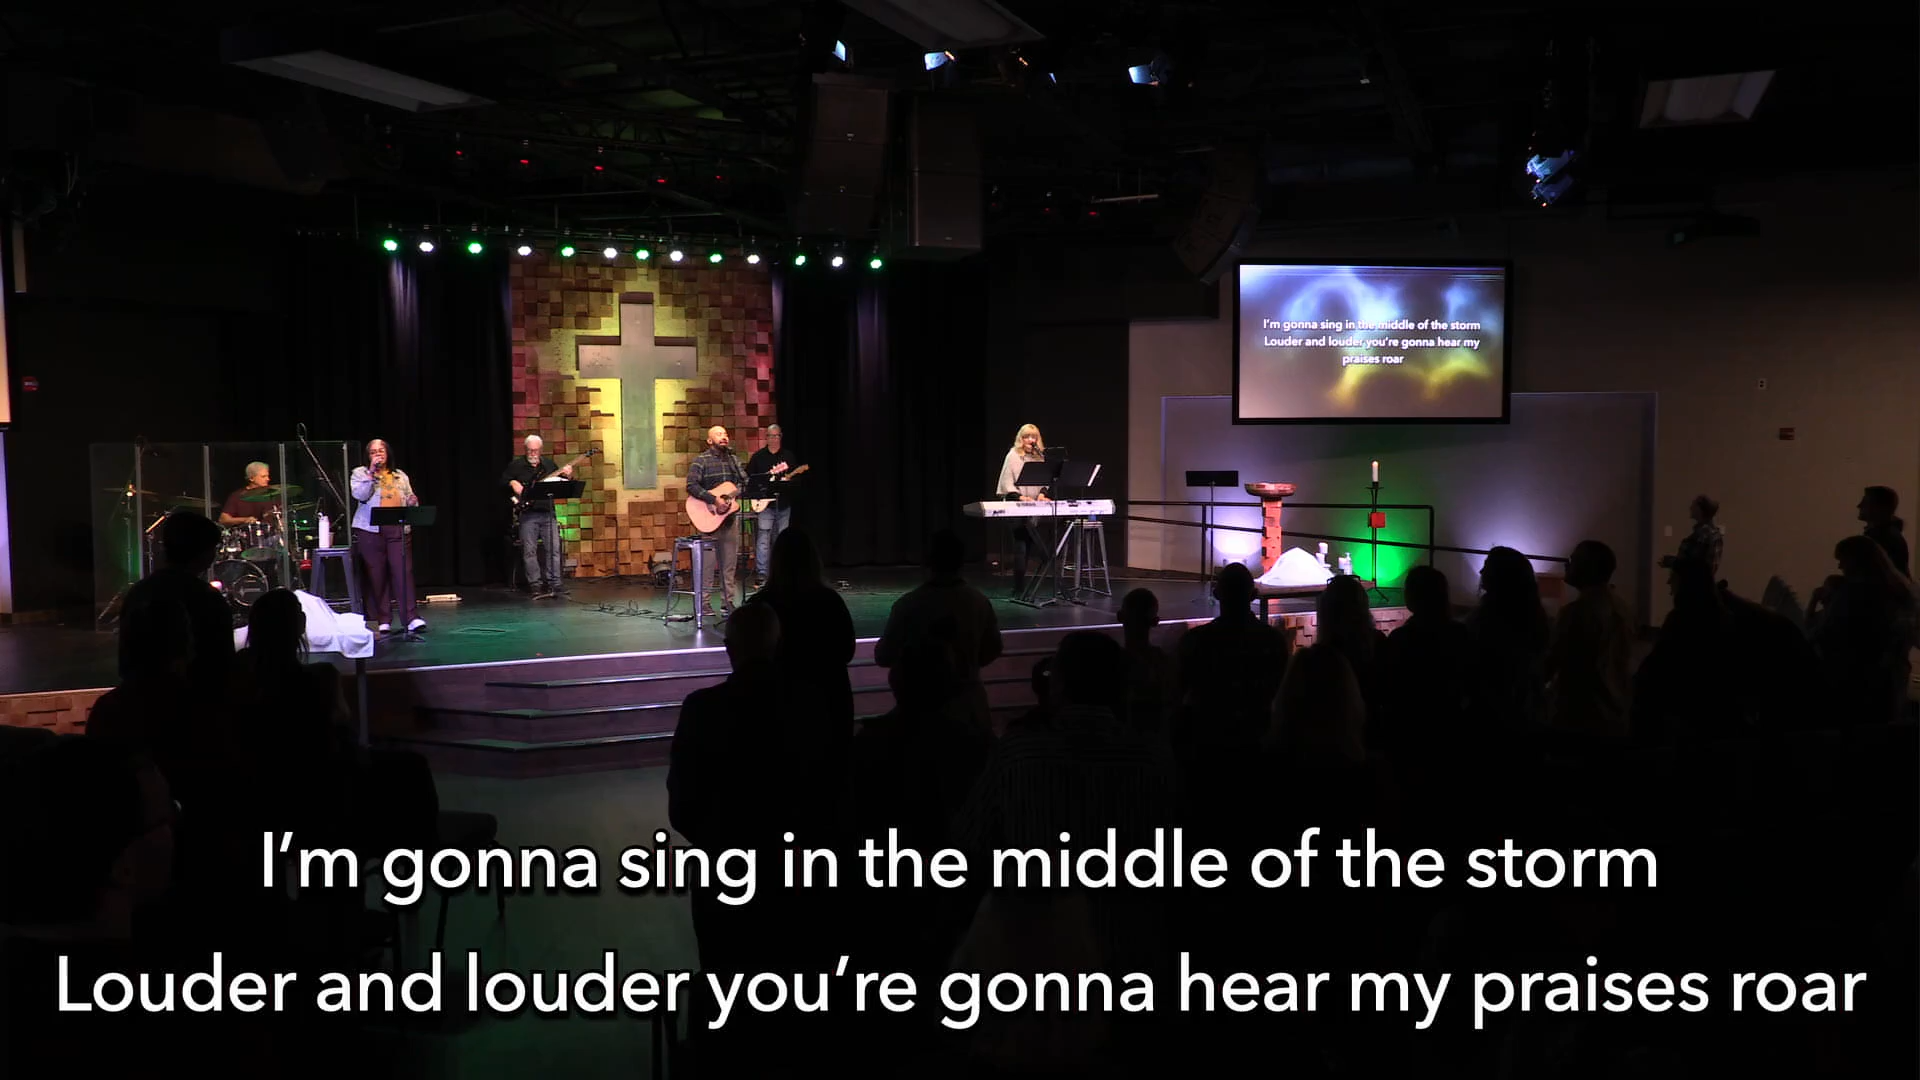 I'm gonna sing in the middle of the storm
Louder and louder you're gonna hear my
praises roar
I’m gonna sing in the middle of the storm
Louder and louder you’re gonna hear my praises roar